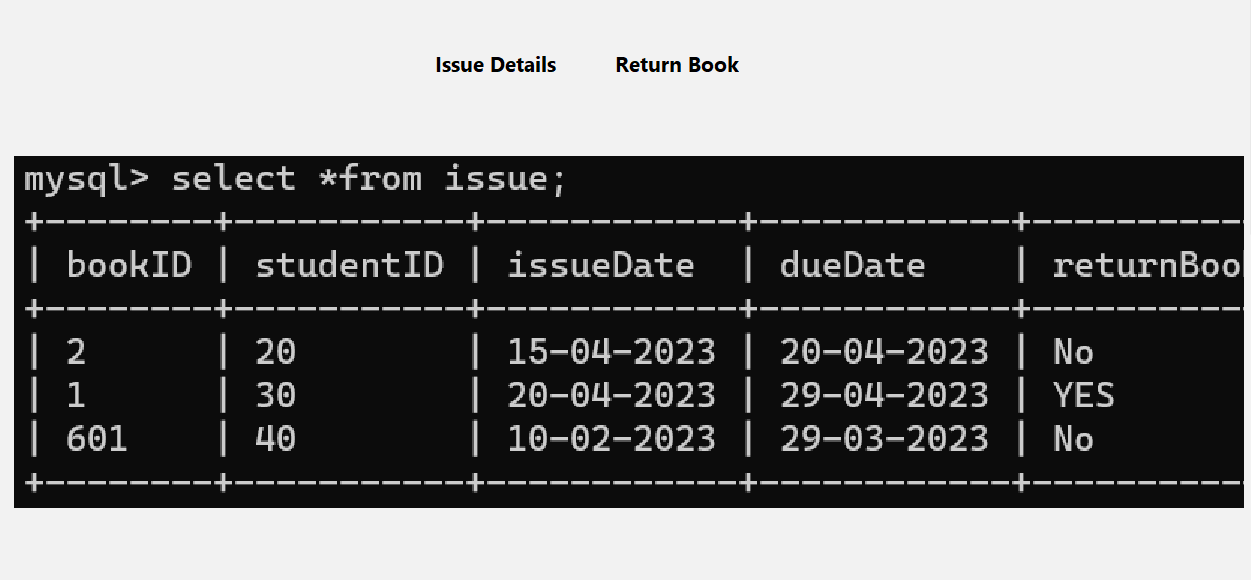 Issue Details Return Book
mysql> select *from issue;
+--------+-----------+------------+------------+----------
| bookID | studentID | issueDate  | dueDate    | returnBoo
+--------+-----------+------------+------------+----------
| 2      | 20        | 15-04-2023 | 20-04-2023 | No
| 1      | 30        | 20-04-2023 | 29-04-2023 | YES
| 601    | 40        | 10-02-2023 | 29-03-2023 | No
+--------+-----------+------------+------------+----------